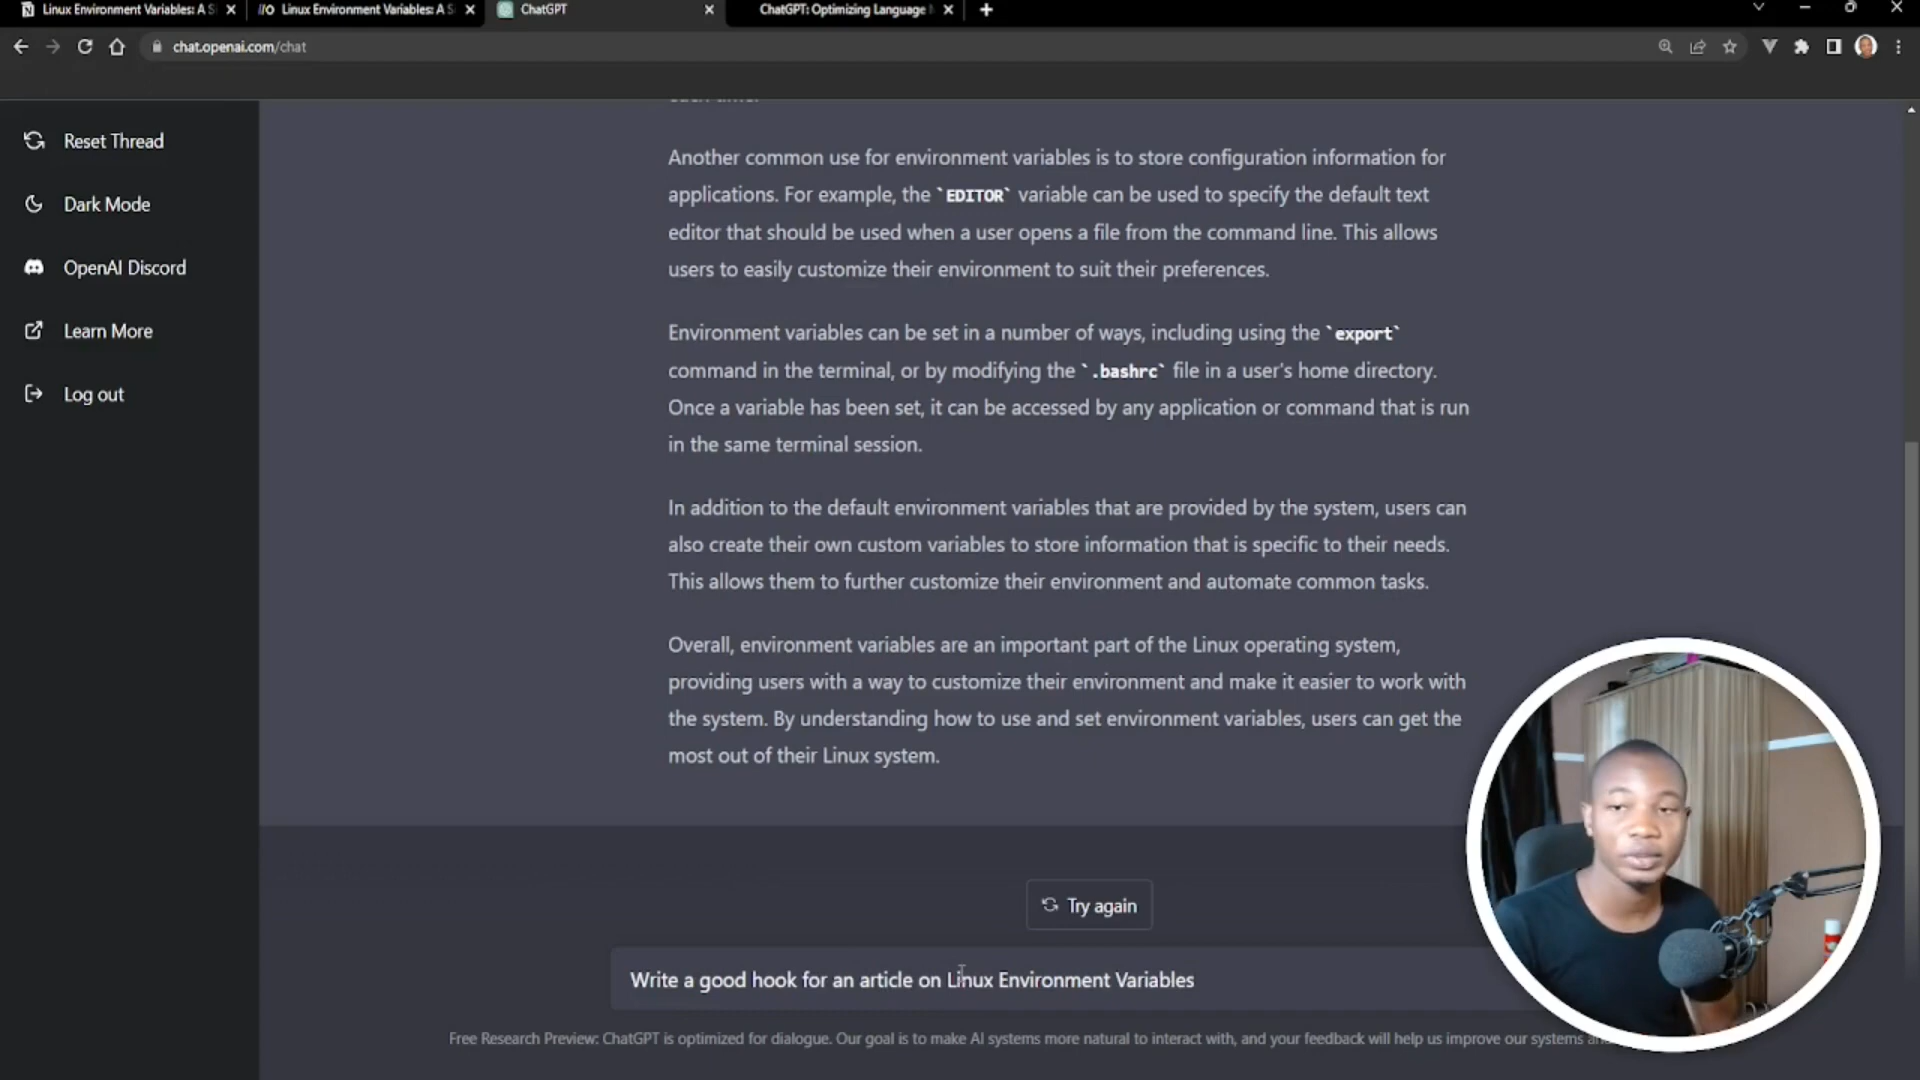 Linux Environment Variables: A S
Linux Environment Variables: A S
ChatGPT
ChatGPT: Optimizing Language
chat.openai.com/chat
Reset Thread
Dark Mode
OpenAI Discord
Learn More
Log out
Another common use for environment variables is to store configuration information for
applications. For example, the `EDITOR` variable can be used to specify the default text
editor that should be used when a user opens a file from the command line. This allows
users to easily customize their environment to suit their preferences.
Environment variables can be set in a number of ways, including using the `export`
command in the terminal, or by modifying the `.bashrc` file in a user's home directory.
Once a variable has been set, it can be accessed by any application or command that is run
in the same terminal session.
In addition to the default environment variables that are provided by the system, users can
also create their own custom variables to store information that is specific to their needs.
This allows them to further customize their environment and automate common tasks.
Overall, environment variables are an important part of the Linux operating system,
providing users with a way to customize their environment and make it easier to work with
the system. By understanding how to use and set environment variables, users can get the
most out of their Linux system.
Try again
Write a good hook for an article on Linux Environment Variables
Free Research Preview: ChatGPT is optimized for dialogue. Our goal is to make AI systems more natural to interact with, and your feedback will help us improve our systems